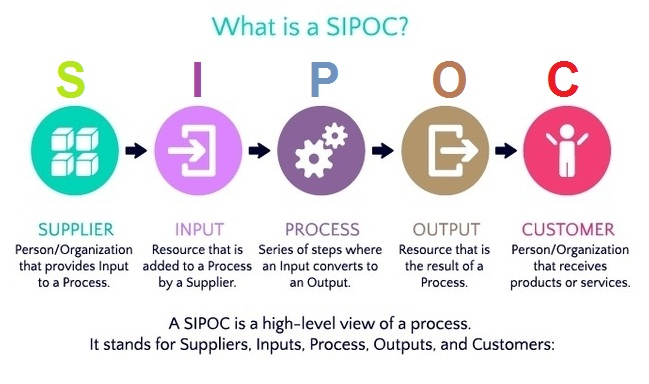 What is a SIPOC?
S I P O C
SUPPLIER INPUT PROCESS OUTPUT CUSTOMER
Person/Organization
that provides Input
to a Process.
Resource that is
added to a Process
by a Supplier.
Series of steps where
an Input converts to
an Output.
Resource that is
the result of a
Process.
Person/Organization
that receives
products or services.
A SIPOC is a high-level view of a process.
It stands for Suppliers, Inputs, Process, Outputs, and Customers: